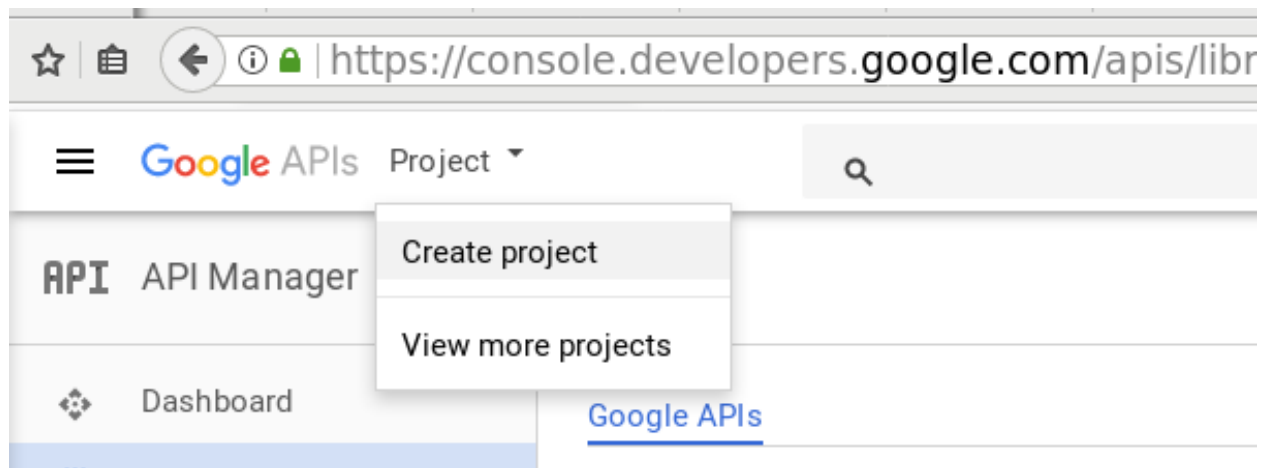 https://console.developers.google.com/apis/libr
Google APIs Project
Create project
API API Manager
View more projects
Dashboard
Google APIs